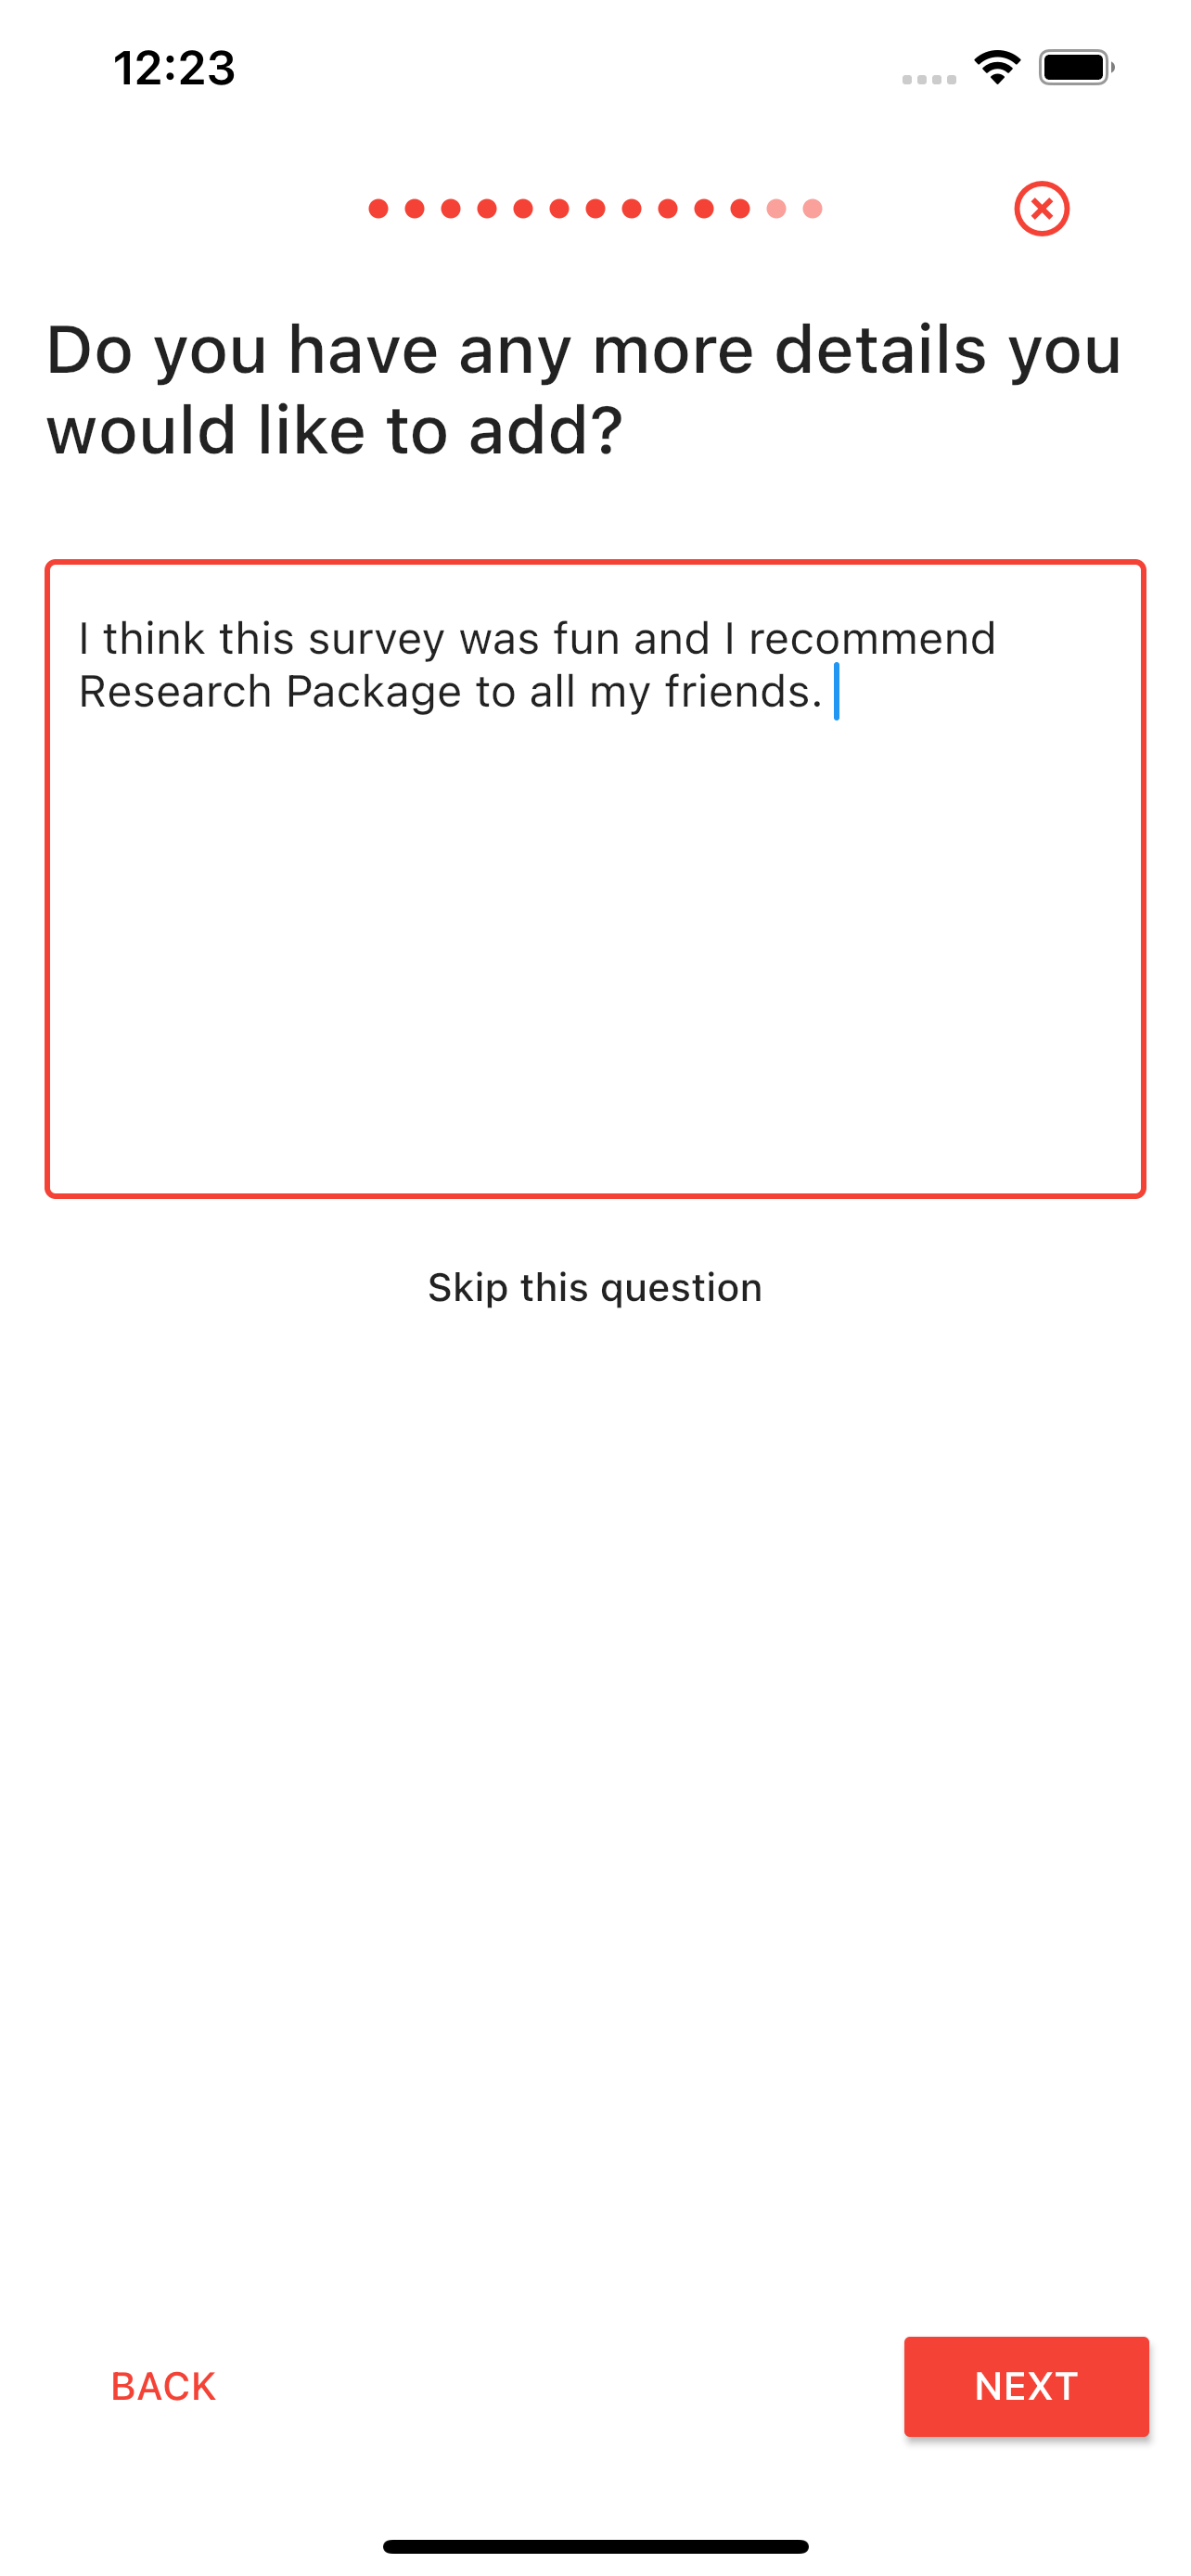 12:23
Do you have any more details you
would like to add?
I think this survey was fun and I recommend
Research Package to all my friends.
Skip this question
BACK
NEXT